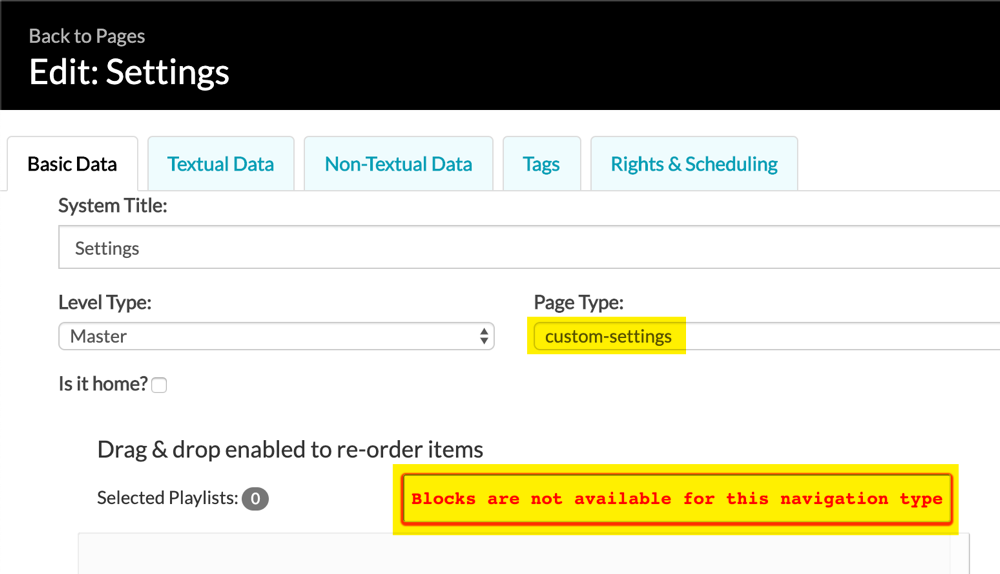 Back to Pages
Edit: Settings
Basic Data Textual Data Non-Textual Data Tags Rights & Scheduling
System Title:
Settings
Level Type: Page Type:
Master custom-settings
Is it home?
Drag & drop enabled to re-order items
Selected Playlists: 0 Blocks are not available for this navigation type